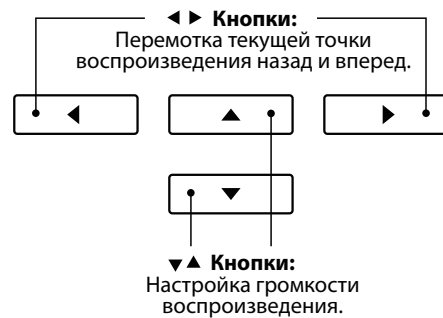 ◀ ▶ Кнопки:
Перемотка текущей точки
воспроизведения назад и вперед.
▼▲ Кнопки:
Настройка громкости
воспроизведения.